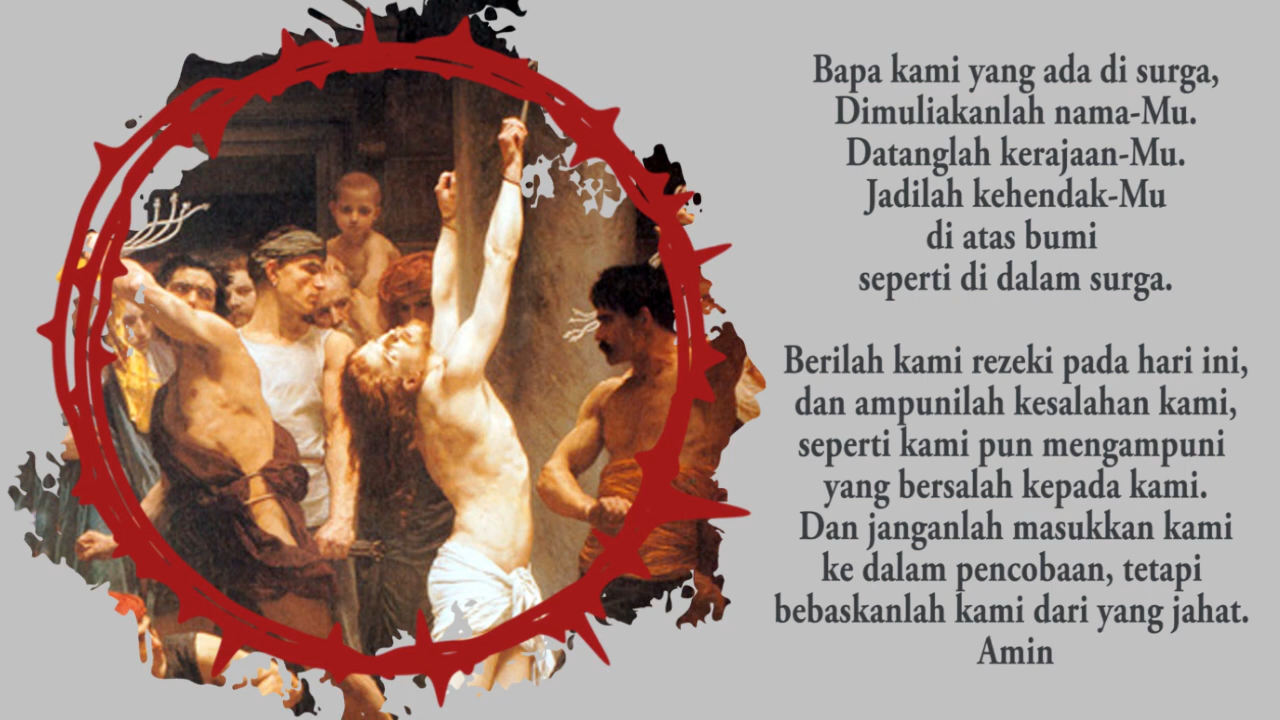 Bapa kami yang ada di surga,
Dimuliakanlah nama-Mu.
Datanglah kerajaan-Mu.
Jadilah kehendak-Mu
di atas bumi
seperti di dalam surga.
Berilah kami rezeki pada hari ini,
dan ampunilah kesalahan kami,
seperti kami pun mengampuni
yang bersalah kepada kami.
Dan janganlah masukkan kami
ke dalam pencobaan, tetapi
bebaskanlah kami dari yang jahat.
Amin